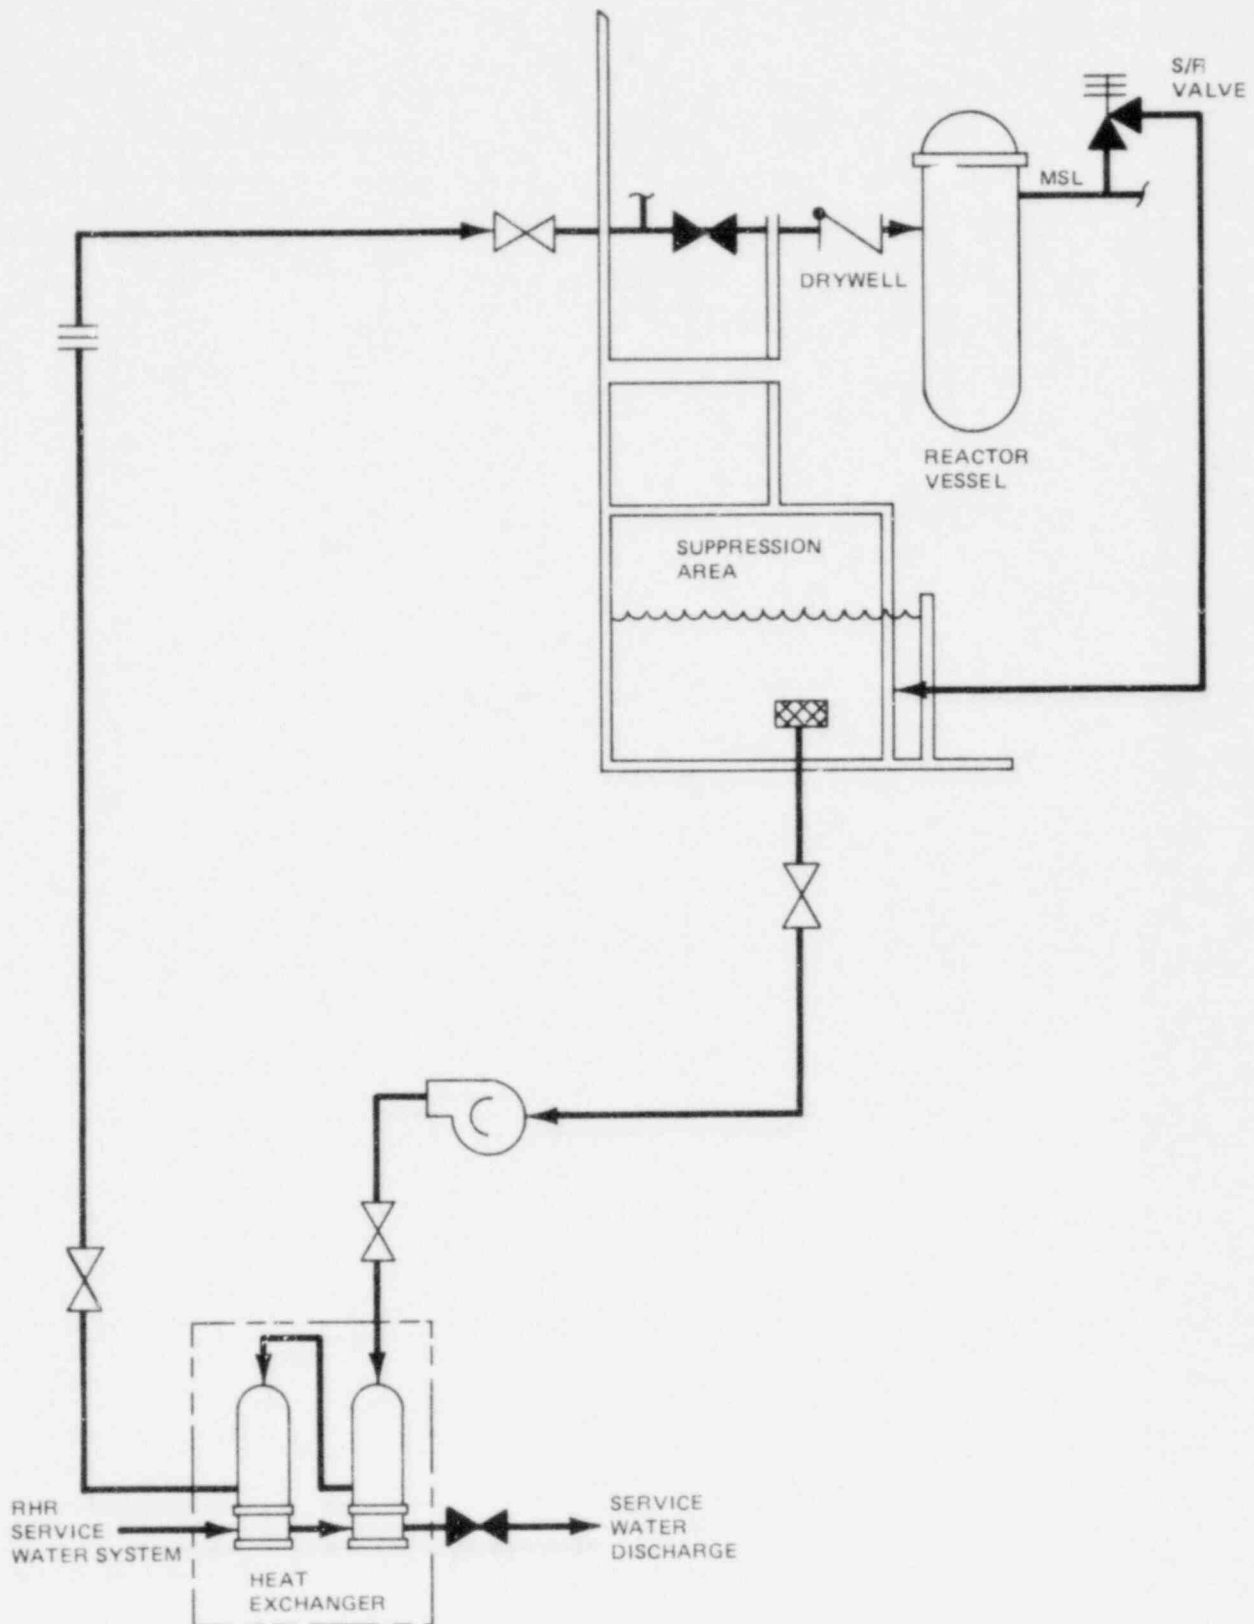 S/R
VALVE
MSL
DRYWELL
REACTOR
VESSEL
SUPPRESSION
AREA
RHR
SERVICE
WATER SYSTEM
SERVICE
WATER
DISCHARGE
HEAT
EXCHANGER